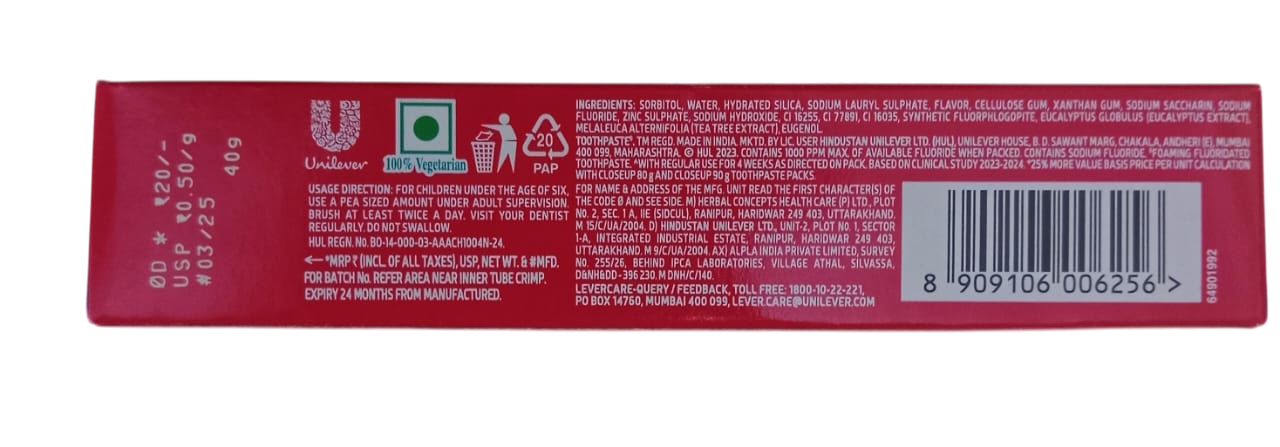 0D * ₹20/-
USP ₹0.50/g
#03/25 40g
Unilever
100% Vegetarian
20
PAP
USAGE DIRECTION: FOR CHILDREN UNDER THE AGE OF SIX,
USE A PEA SIZED AMOUNT UNDER ADULT SUPERVISION.
BRUSH AT LEAST TWICE A DAY. VISIT YOUR DENTIST
REGULARLY. DO NOT SWALLOW.
HUL REGN. No. BO-14-000-03-AAACH1004N-24.
←*MRP ₹ (INCL. OF ALL TAXES), USP, NET WT. & #MFD.
FOR BATCH No. REFER AREA NEAR INNER TUBE CRIMP.
EXPIRY 24 MONTHS FROM MANUFACTURED.
INGREDIENTS: SORBITOL, WATER, HYDRATED SILICA, SODIUM LAURYL SULPHATE, FLAVOR, CELLULOSE GUM, XANTHAN GUM, SODIUM SACCHARIN, SODIUM
FLUORIDE, ZINC SULPHATE, SODIUM HYDROXIDE, CI 16255, CI 77891, CI 16035, SYNTHETIC FLUORPHLOGOPITE, EUCALYPTUS GLOBULUS (EUCALYPTUS EXTRACT),
MELALEUCA ALTERNIFOLIA (TEA TREE EXTRACT), EUGENOL.
TOOTHPASTE. TM REGD. MADE IN INDIA. MKTD. BY LIC. USER HINDUSTAN UNILEVER LTD. (HUL), UNILEVER HOUSE, B. D. SAWANT MARG, CHAKALA, ANDHERI (E), MUMBAI
400 099, MAHARASHTRA. © HUL 2023. CONTAINS 1000 PPM MAX. OF AVAILABLE FLUORIDE WHEN PACKED. CONTAINS SODIUM FLUORIDE. FOAMING FLUORIDATED
TOOTHPASTE. ^WITH REGULAR USE FOR 4 WEEKS AS DIRECTED ON PACK. BASED ON CLINICAL STUDY 2023-2024. 25% MORE VALUE BASIS PRICE PER UNIT CALCULATION
WITH CLOSEUP 80 g AND CLOSEUP 90 g TOOTHPASTE PACKS.
FOR NAME & ADDRESS OF THE MFG. UNIT READ THE FIRST CHARACTER(S) OF
THE CODE 0 AND SEE SIDE. M) HERBAL CONCEPTS HEALTH CARE (P) LTD., PLOT
NO. 2, SEC. 1 A, IIE (SIDCUL), RANIPUR, HARIDWAR 249 403, UTTARAKHAND.
M 15/C/UA/2004. D) HINDUSTAN UNILEVER LTD., UNIT-2, PLOT No. 1, SECTOR
1-A, INTEGRATED INDUSTRIAL ESTATE, RANIPUR, HARIDWAR 249 403,
UTTARAKHAND. M 9/C/UA/2004. AX) ALPLA INDIA PRIVATE LIMITED, SURVEY
No. 255/26, BEHIND IPCA LABORATORIES, VILLAGE ATHAL, SILVASSA,
D&NH&DD -396 230. M DNH/C/140.
LEVERCARE-QUERY / FEEDBACK, TOLL FREE: 1800-10-22-221,
PO BOX 14760, MUMBAI 400 099, LEVER.CARE@UNILEVER.COM
8 909106 006256 >
64901992